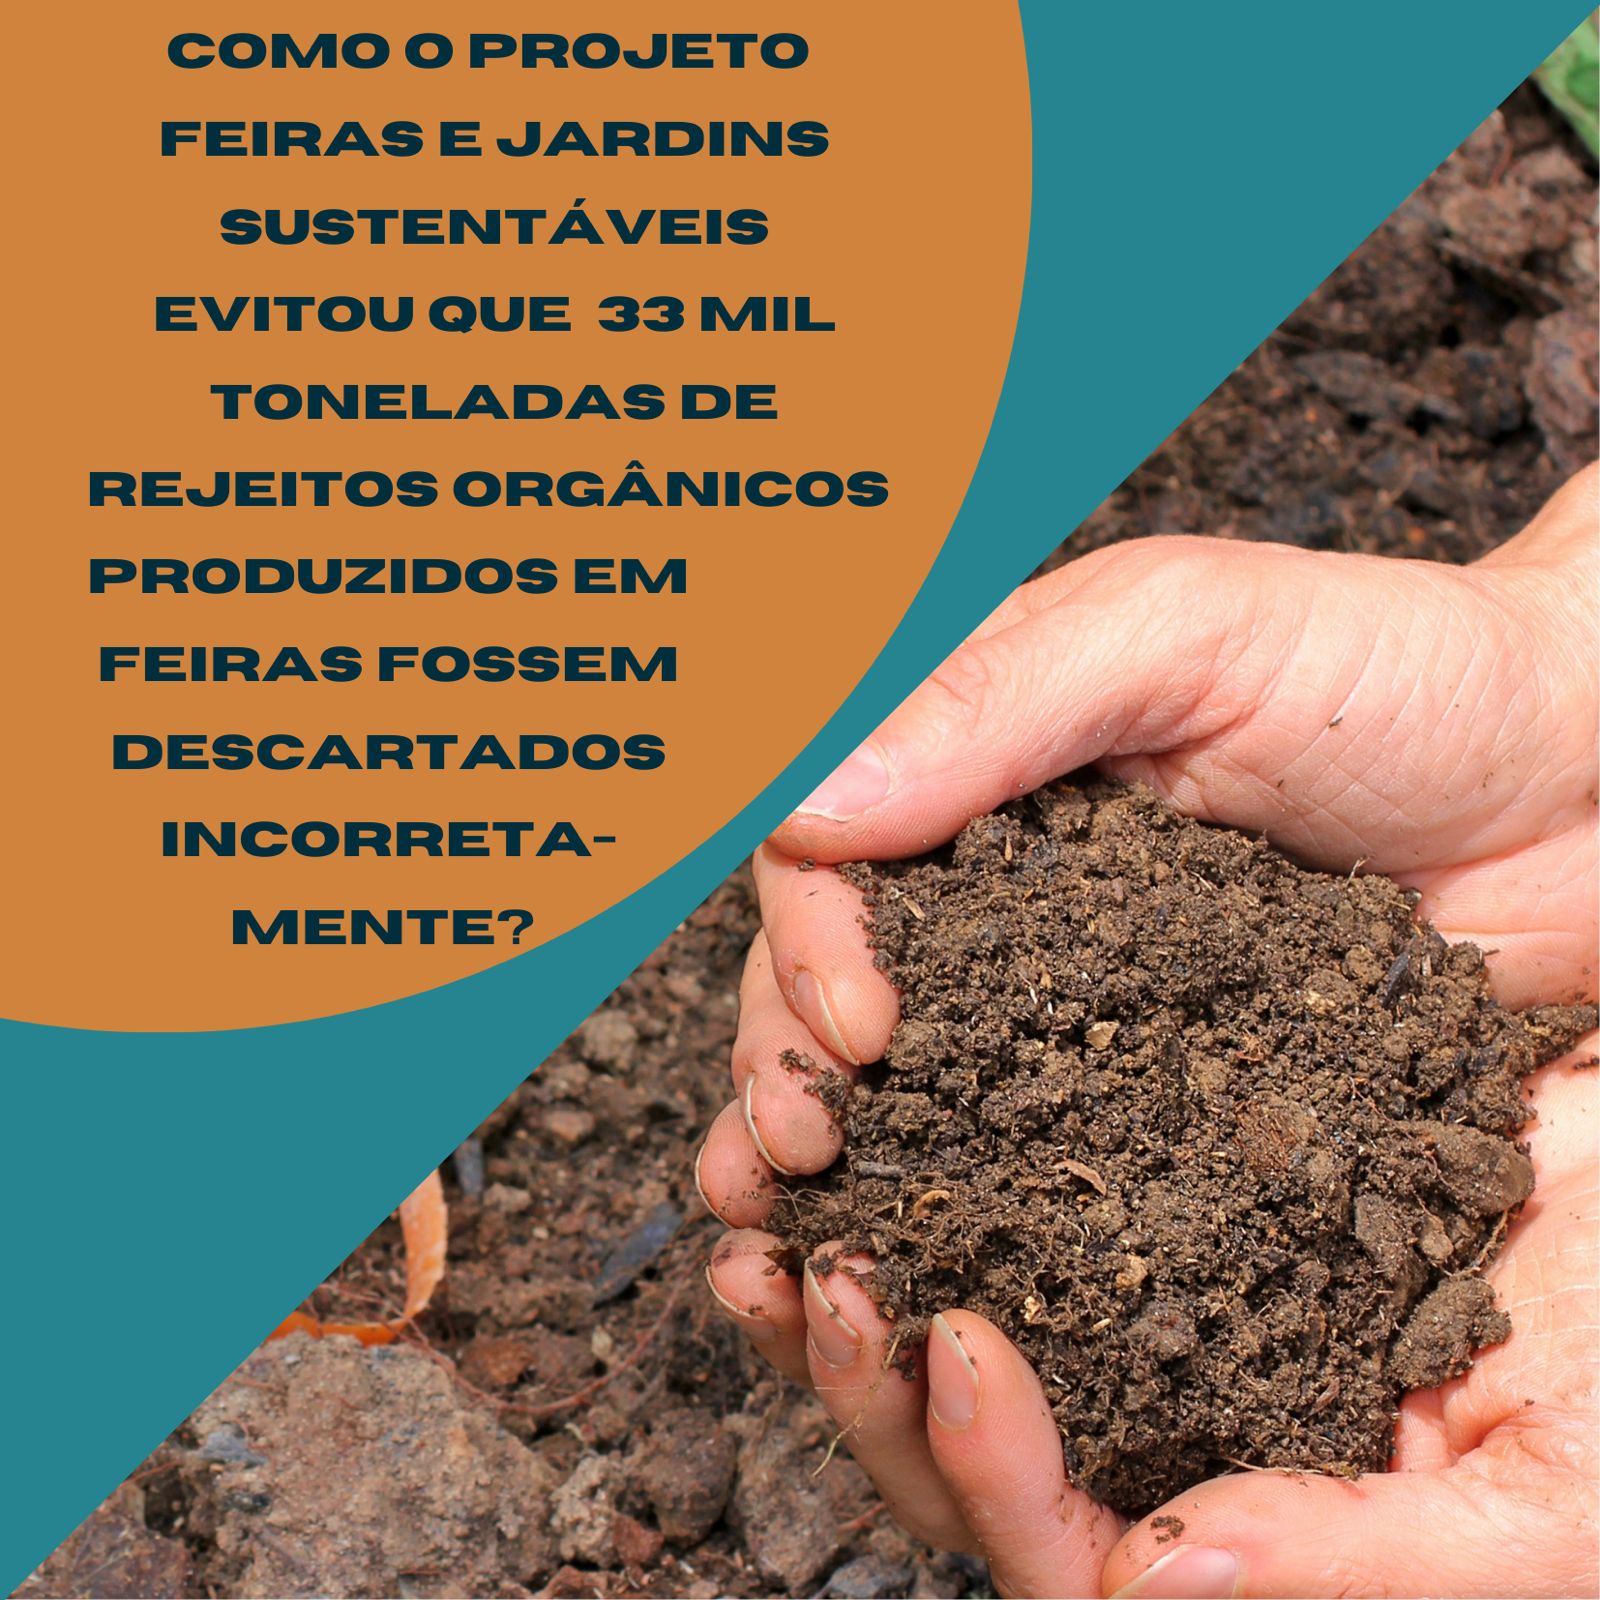 COMO O PROJETO
FEIRAS E JARDINS
SUSTENTÁVEIS
EVITOU QUE 33 MIL
TONELADAS DE
REJEITOS ORGÂNICOS
PRODUZIDOS EM
FEIRAS FOSSEM
DESCARTADOS
INCORRETA-
MENTE?